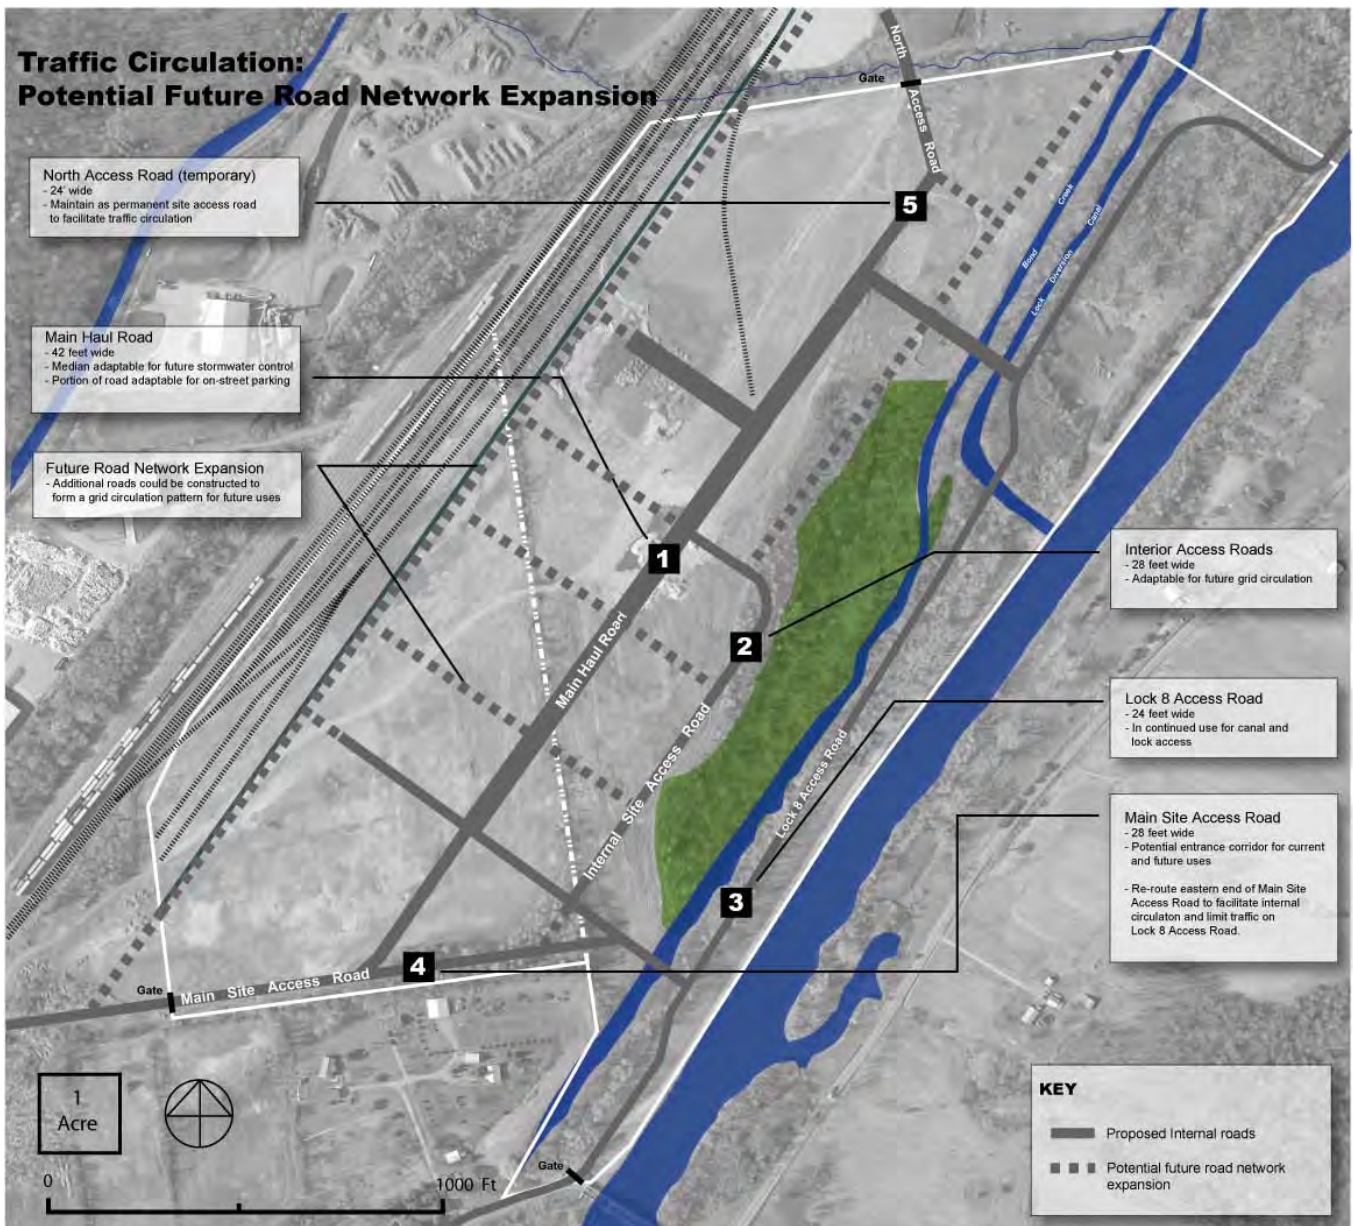 Traffic Circulation:
Potential Future Road Network Expansion
North Access Road (temporary)
- 24' wide
- Maintain as permanent site access road
to facilitate traffic circulation
Main Haul Road
- 42 feet wide
- Median adaptable for future stormwater control
- Portion of road adaptable for on-street parking
Future Road Network Expansion
- Additional roads could be constructed to
form a grid circulation pattern for future uses
Interior Access Roads
- 28 feet wide
- Adaptable for future grid circulation
Lock 8 Access Road
- 24 feet wide
- In continued use for canal and
lock access
Main Site Access Road
- 28 feet wide
- Potential entrance corridor for current
and future uses
- Re-route eastern end of Main Site
Access Road to facilitate internal
circulaton and limit traffic on
Lock 8 Access Road.
North Access Road
Gate
5
Bond Creek
Lock Diversion Canal
1
Main Haul Road
2
Internal Site Access Road
Lock 8 Access Road
3
4
Gate
Main Site Access Road
Gate
1
Acre
0
1000 Ft
KEY
Proposed Internal roads
Potential future road network
expansion